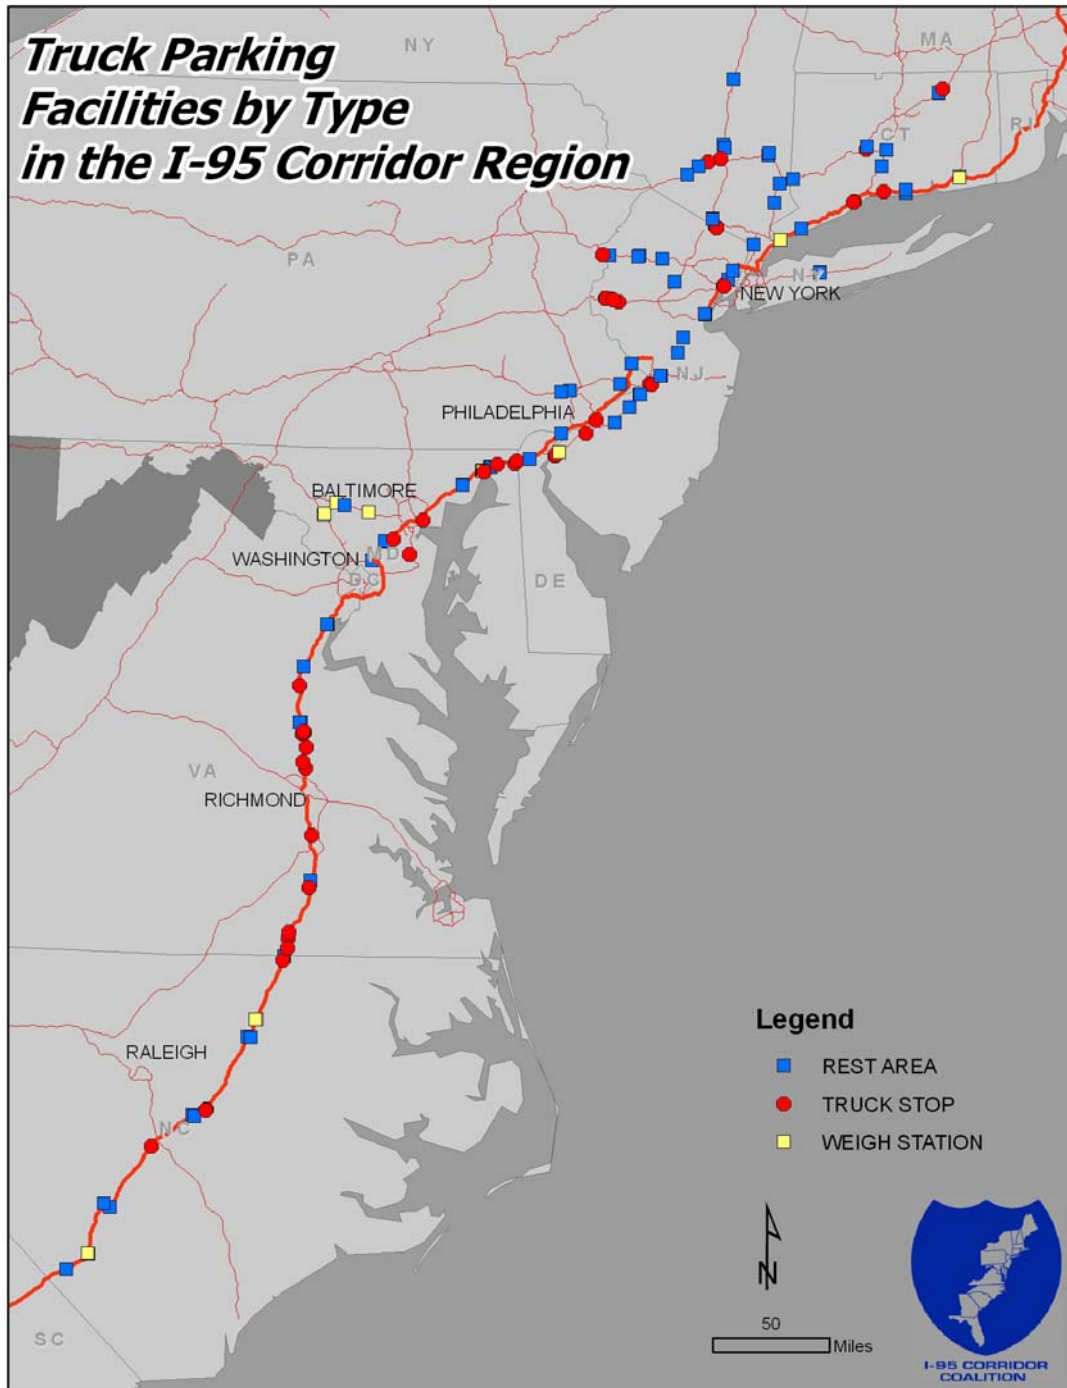 Truck Parking
Facilities by Type
in the I-95 Corridor Region
NY
MA
CT
RI
PA
NY
NEW YORK
NJ
PHILADELPHIA
BALTIMORE
WASHINGTON
MD
DC
DE
VA
RICHMOND
RALEIGH
NC
SC
Legend
REST AREA
TRUCK STOP
WEIGH STATION
N
50
Miles
I-95 CORRIDOR
COALITION